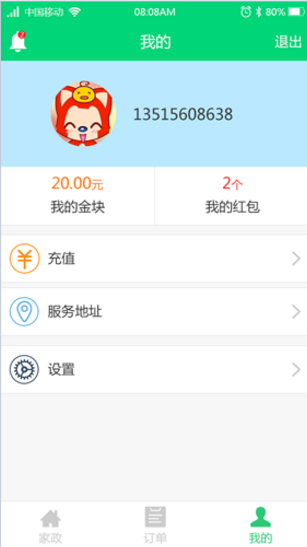 中国移动 08:08AM 80%
2
我的 退出
13515608638
20.00元 2个
我的金块 我的红包
充值
服务地址
设置
家政 订单 我的